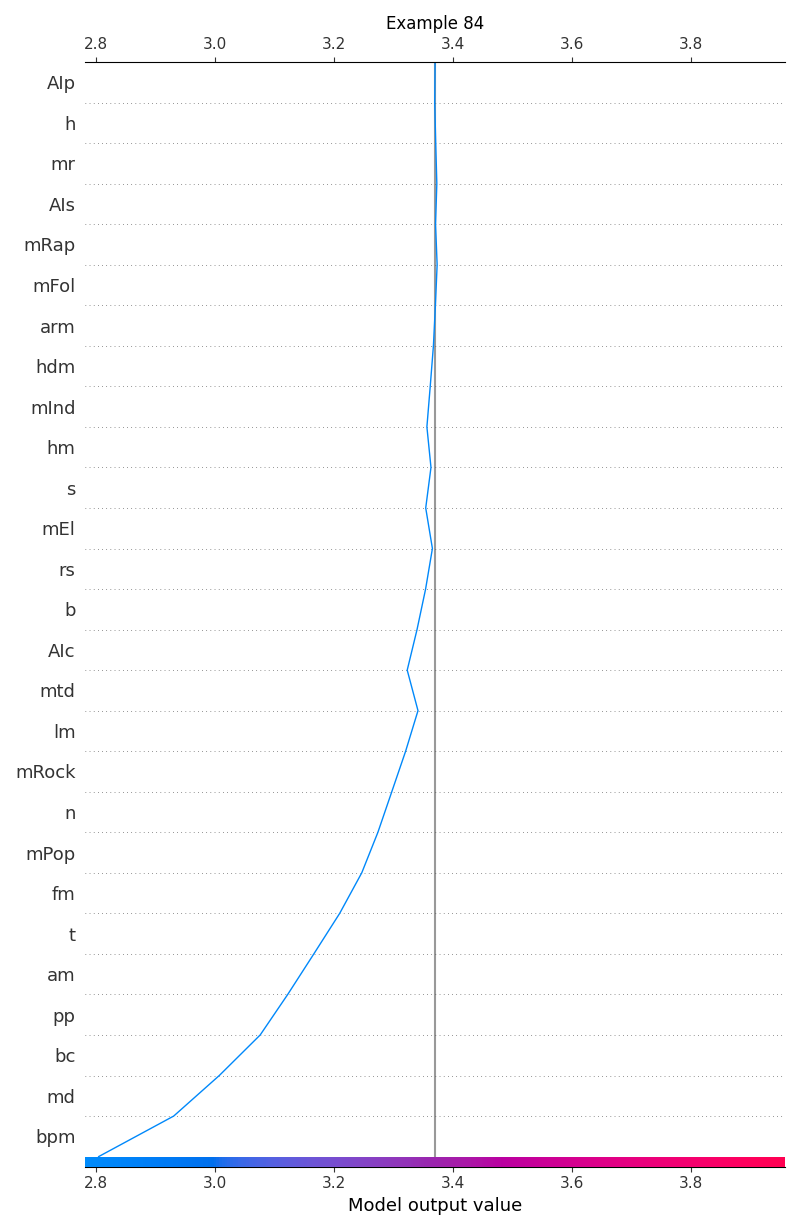 Example 84
2.8 3.0 3.2 3.4 3.6 3.8
AIp
h
mr
AIs
mRap
mFol
arm
hdm
mInd
hm
s
mEl
rs
b
AIc
mtd
lm
mRock
n
mPop
fm
t
am
pp
bc
md
bpm
2.8 3.0 3.2 3.4 3.6 3.8
Model output value